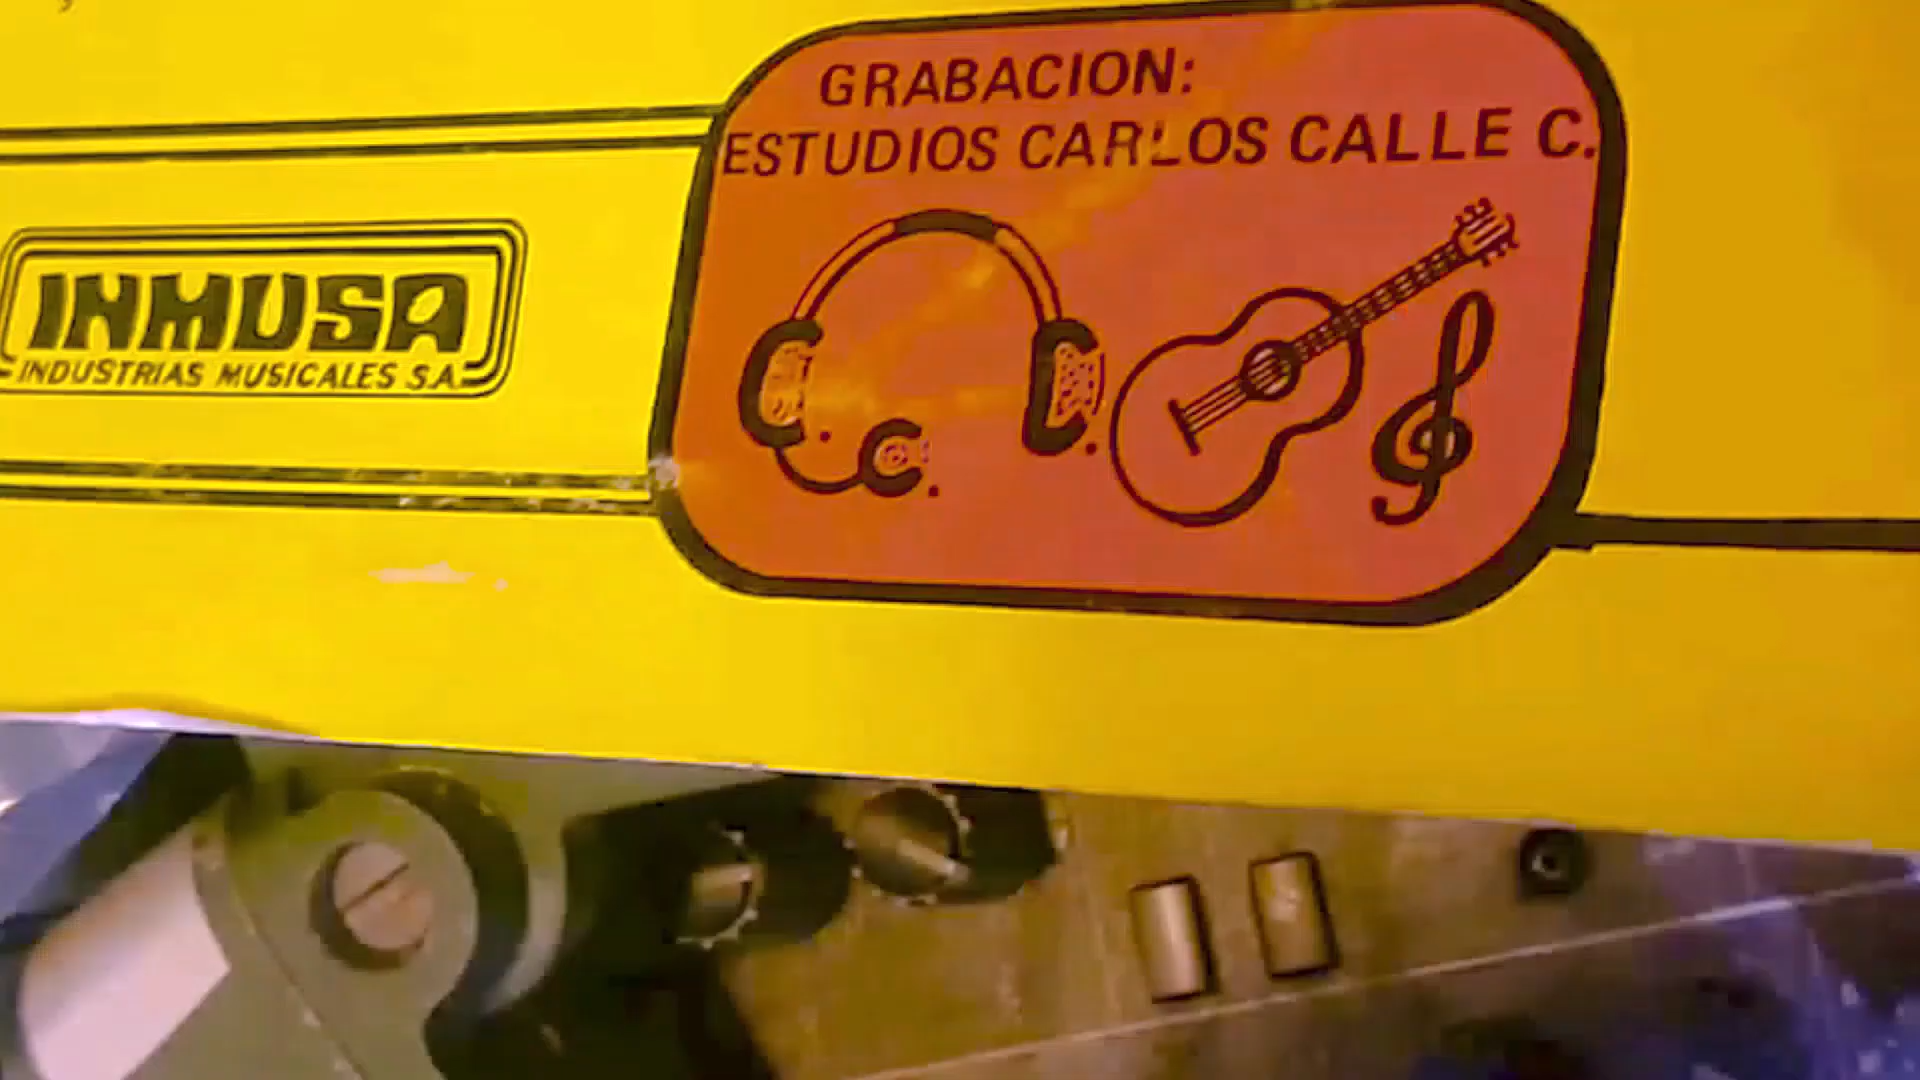 GRABACION:
ESTUDIOS CARLOS CALLE C.
INMUSA
INDUSTRIAS MUSICALES S.A.
C. C. C.